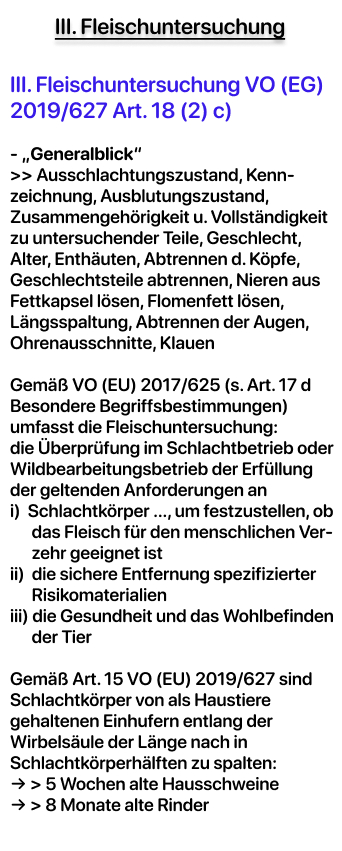 III. Fleischuntersuchung
III. Fleischuntersuchung VO (EG)
2019/627 Art. 18 (2) c)
- „Generalblick“
>> Ausschlachtungszustand, Kenn-
zeichnung, Ausblutungszustand,
Zusammengehörigkeit u. Vollständigkeit
zu untersuchender Teile, Geschlecht,
Alter, Enthäuten, Abtrennen d. Köpfe,
Geschlechtsteile abtrennen, Nieren aus
Fettkapsel lösen, Flomenfett lösen,
Längsspaltung, Abtrennen der Augen,
Ohrenausschnitte, Klauen
Gemäß VO (EU) 2017/625 (s. Art. 17 d
Besondere Begriffsbestimmungen)
umfasst die Fleischuntersuchung:
die Überprüfung im Schlachtbetrieb oder
Wildbearbeitungsbetrieb der Erfüllung
der geltenden Anforderungen an
i) Schlachtkörper ..., um festzustellen, ob
das Fleisch für den menschlichen Ver-
zehr geeignet ist
ii) die sichere Entfernung spezifizierter
Risikomaterialien
iii) die Gesundheit und das Wohlbefinden
der Tier
Gemäß Art. 15 VO (EU) 2019/627 sind
Schlachtkörper von als Haustiere
gehaltenen Einhufern entlang der
Wirbelsäule der Länge nach in
Schlachtkörperhälften zu spalten:
→ > 5 Wochen alte Hausschweine
→ > 8 Monate alte Rinder